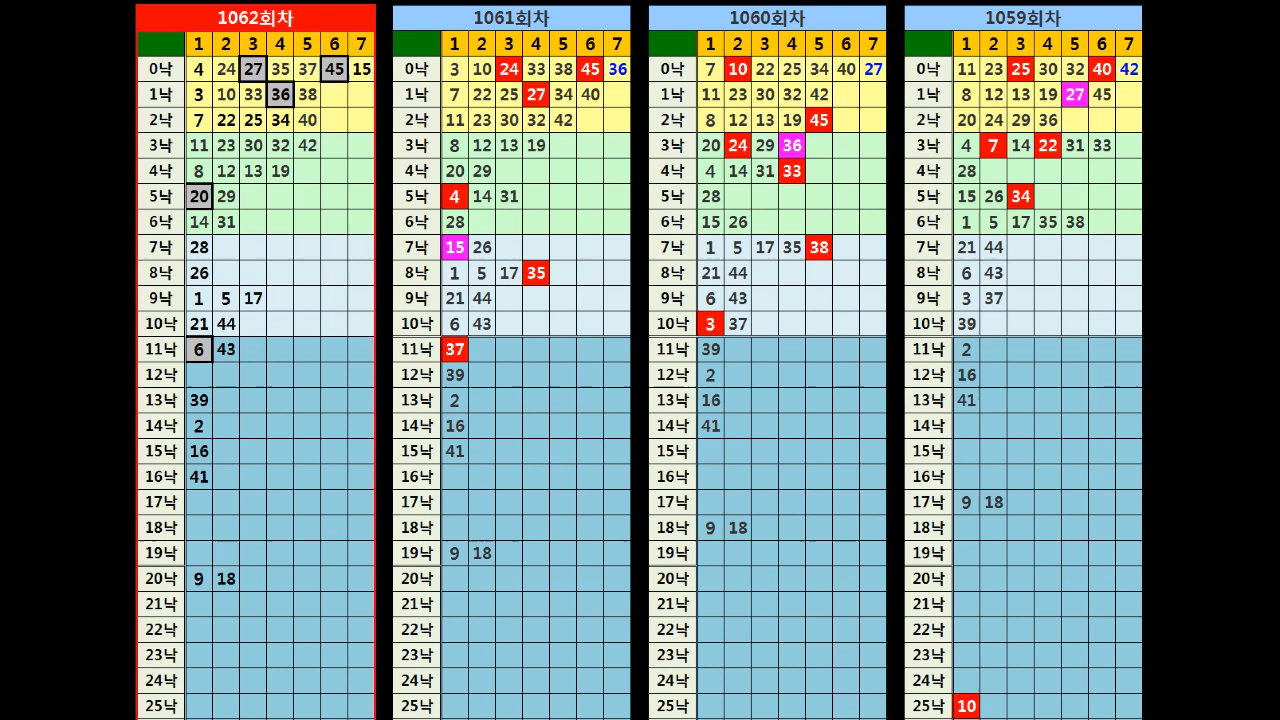 1062회차 1061회차 1060회차 1059회차
1 2 3 4 5 6 7 1 2 3 4 5 6 7 1 2 3 4 5 6 7 1 2 3 4 5 6 7
0낙 4 24 27 35 37 45 15 0낙 3 10 24 33 38 45 36 0낙 7 10 22 25 34 40 27 0낙 11 23 25 30 32 40 42
1낙 3 10 33 36 38 1낙 7 22 25 27 34 40 1낙 11 23 30 32 42 1낙 8 12 13 19 27 45
2낙 7 22 25 34 40 2낙 11 23 30 32 42 2낙 8 12 13 19 45 2낙 20 24 29 36
3낙 11 23 30 32 42 3낙 8 12 13 19 3낙 20 24 29 36 3낙 4 7 14 22 31 33
4낙 8 12 13 19 4낙 20 29 4낙 4 14 31 33 4낙 28
5낙 20 29 5낙 4 14 31 5낙 28 5낙 15 26 34
6낙 14 31 6낙 28 6낙 15 26 6낙 1 5 17 35 38
7낙 28 7낙 15 26 7낙 1 5 17 35 38 7낙 21 44
8낙 26 8낙 1 5 17 35 8낙 21 44 8낙 6 43
9낙 1 5 17 9낙 21 44 9낙 6 43 9낙 3 37
10낙 21 44 10낙 6 43 10낙 3 37 10낙 39
11낙 6 43 11낙 37 11낙 39 11낙 2
12낙 12낙 39 12낙 2 12낙 16
13낙 39 13낙 2 13낙 16 13낙 41
14낙 2 14낙 16 14낙 41 14낙
15낙 16 15낙 41 15낙 15낙
16낙 41 16낙 16낙 16낙
17낙 17낙 17낙 17낙 9 18
18낙 18낙 18낙 9 18 18낙
19낙 19낙 9 18 19낙 19낙
20낙 9 18 20낙 20낙 20낙
21낙 21낙 21낙 21낙
22낙 22낙 22낙 22낙
23낙 23낙 23낙 23낙
24낙 24낙 24낙 24낙
25낙 25낙 25낙 25낙 10